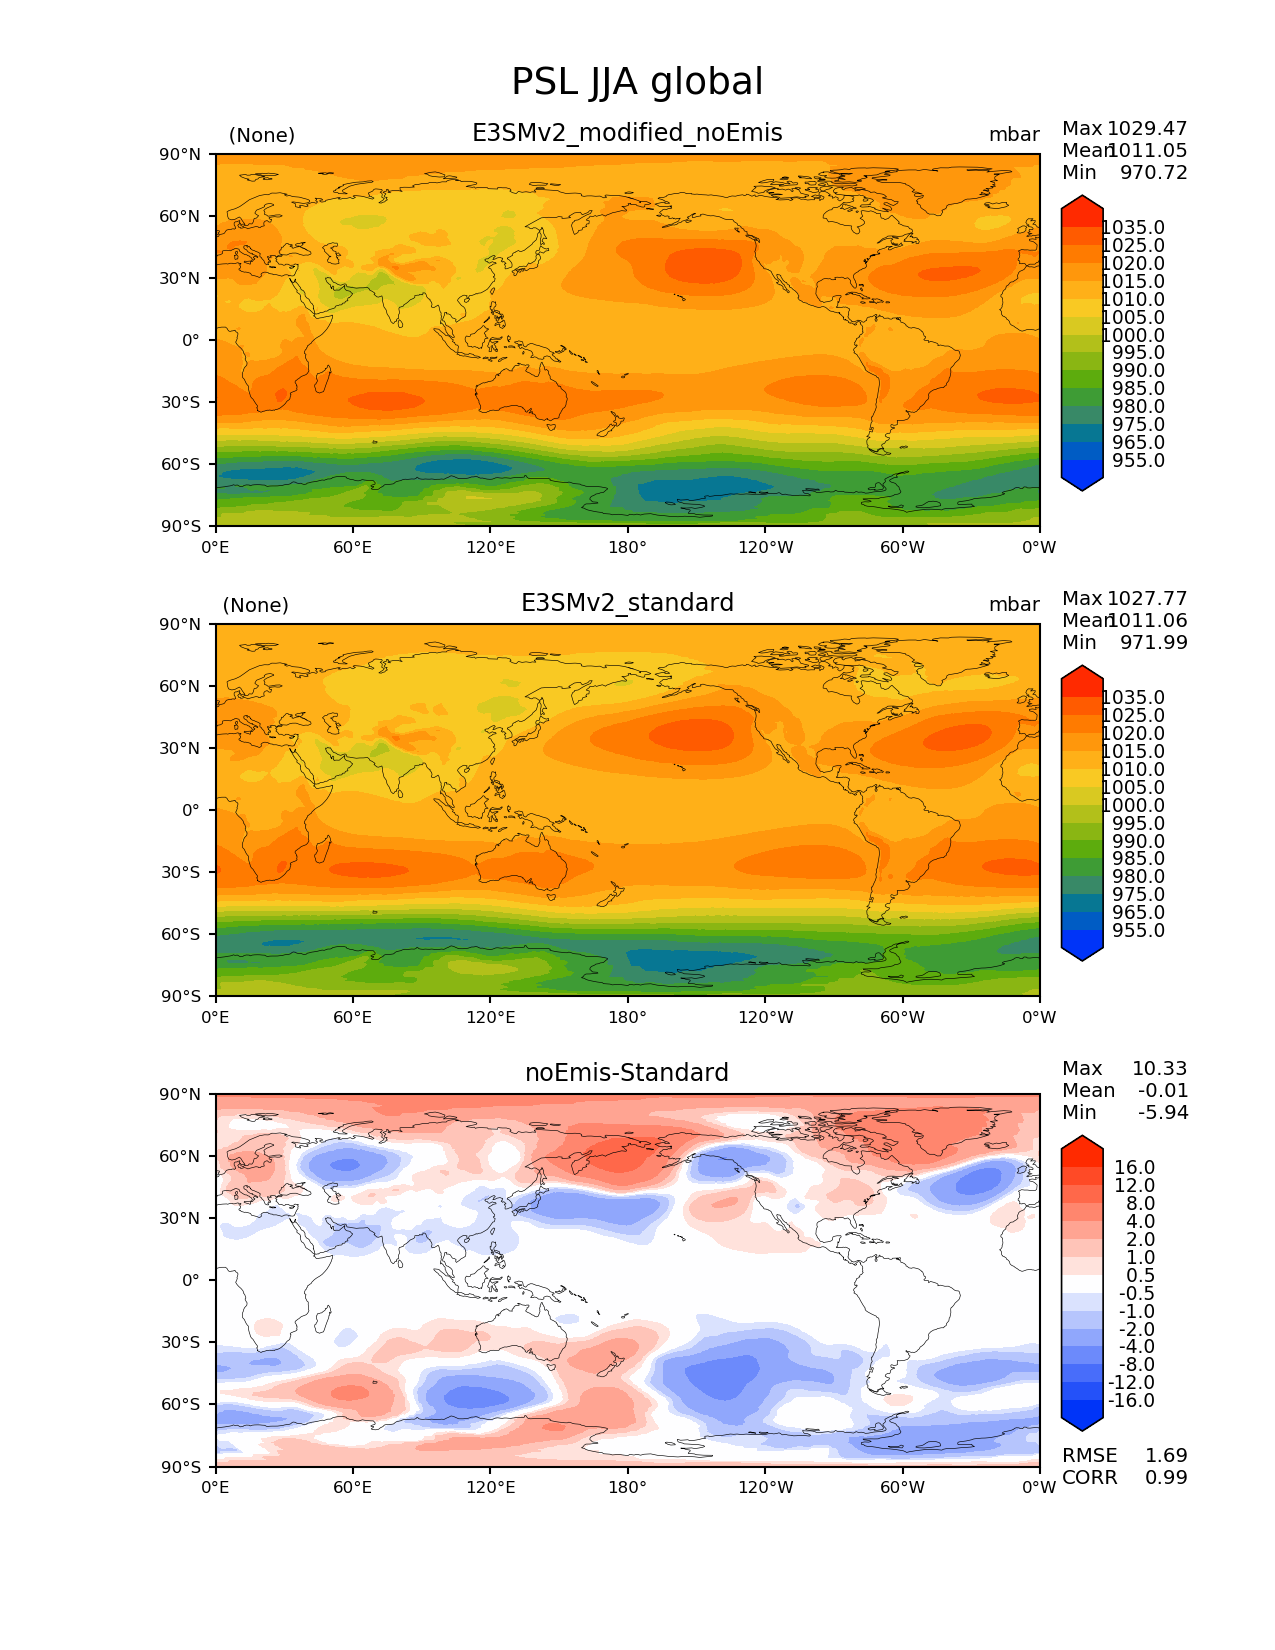 PSL JJA global
(None) E3SMv2_modified_noEmis mbar
Max 1029.47
Mean 1011.05
Min 970.72
90°N
60°N
30°N
0°
30°S
60°S
90°S
0°E 60°E 120°E 180° 120°W 60°W 0°W
1035.0
1025.0
1020.0
1015.0
1010.0
1005.0
1000.0
995.0
990.0
985.0
980.0
975.0
965.0
955.0
(None) E3SMv2_standard mbar
Max 1027.77
Mean 1011.06
Min 971.99
90°N
60°N
30°N
0°
30°S
60°S
90°S
0°E 60°E 120°E 180° 120°W 60°W 0°W
1035.0
1025.0
1020.0
1015.0
1010.0
1005.0
1000.0
995.0
990.0
985.0
980.0
975.0
965.0
955.0
noEmis-Standard
Max 10.33
Mean -0.01
Min -5.94
90°N
60°N
30°N
0°
30°S
60°S
90°S
0°E 60°E 120°E 180° 120°W 60°W 0°W
16.0
12.0
8.0
4.0
2.0
1.0
0.5
-0.5
-1.0
-2.0
-4.0
-8.0
-12.0
-16.0
RMSE 1.69
CORR 0.99